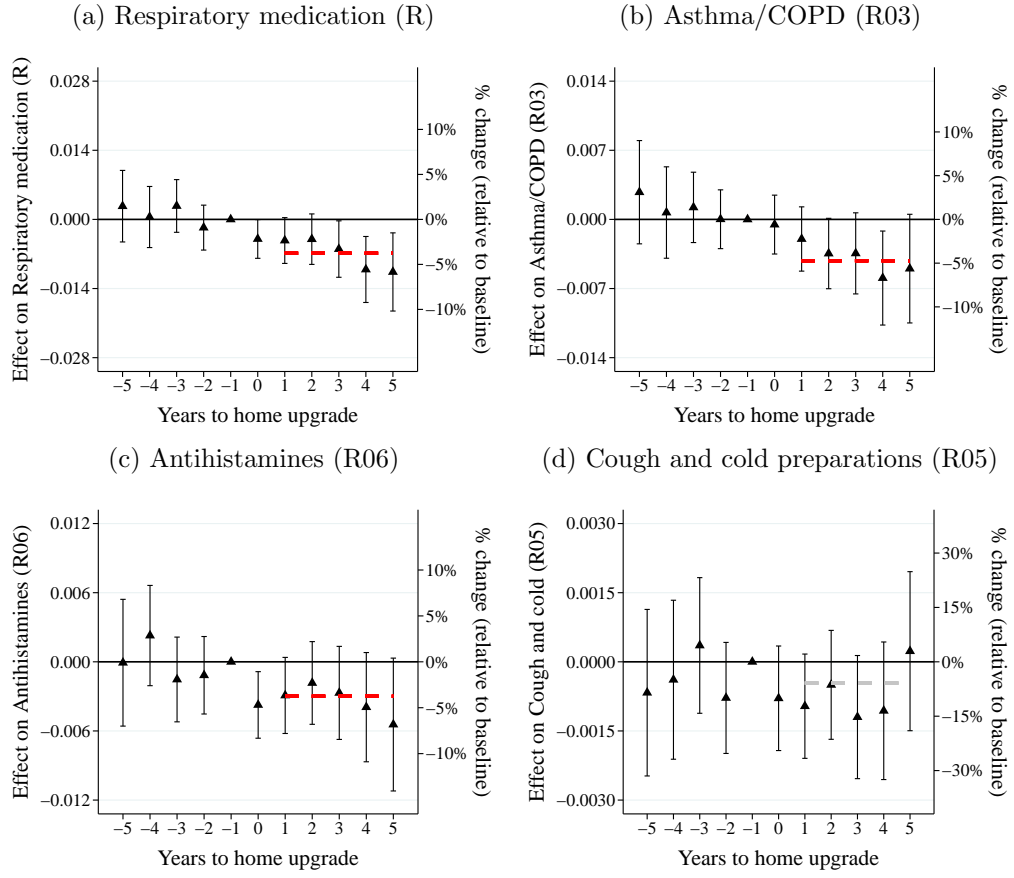 (a) Respiratory medication (R)
Effect on Respiratory medication (R)
0.028
0.014
0.000
−0.014
−0.028
10%
5%
0%
−5%
−10%
% change (relative to baseline)
−5 −4 −3 −2 −1 0 1 2 3 4 5
Years to home upgrade
(b) Asthma/COPD (R03)
Effect on Asthma/COPD (R03)
0.014
0.007
0.000
−0.007
−0.014
10%
5%
0%
−5%
−10%
% change (relative to baseline)
−5 −4 −3 −2 −1 0 1 2 3 4 5
Years to home upgrade
(c) Antihistamines (R06)
Effect on Antihistamines (R06)
0.012
0.006
0.000
−0.006
−0.012
10%
5%
0%
−5%
−10%
% change (relative to baseline)
−5 −4 −3 −2 −1 0 1 2 3 4 5
Years to home upgrade
(d) Cough and cold preparations (R05)
Effect on Cough and cold (R05)
0.0030
0.0015
0.0000
−0.0015
−0.0030
30%
15%
0%
−15%
−30%
% change (relative to baseline)
−5 −4 −3 −2 −1 0 1 2 3 4 5
Years to home upgrade